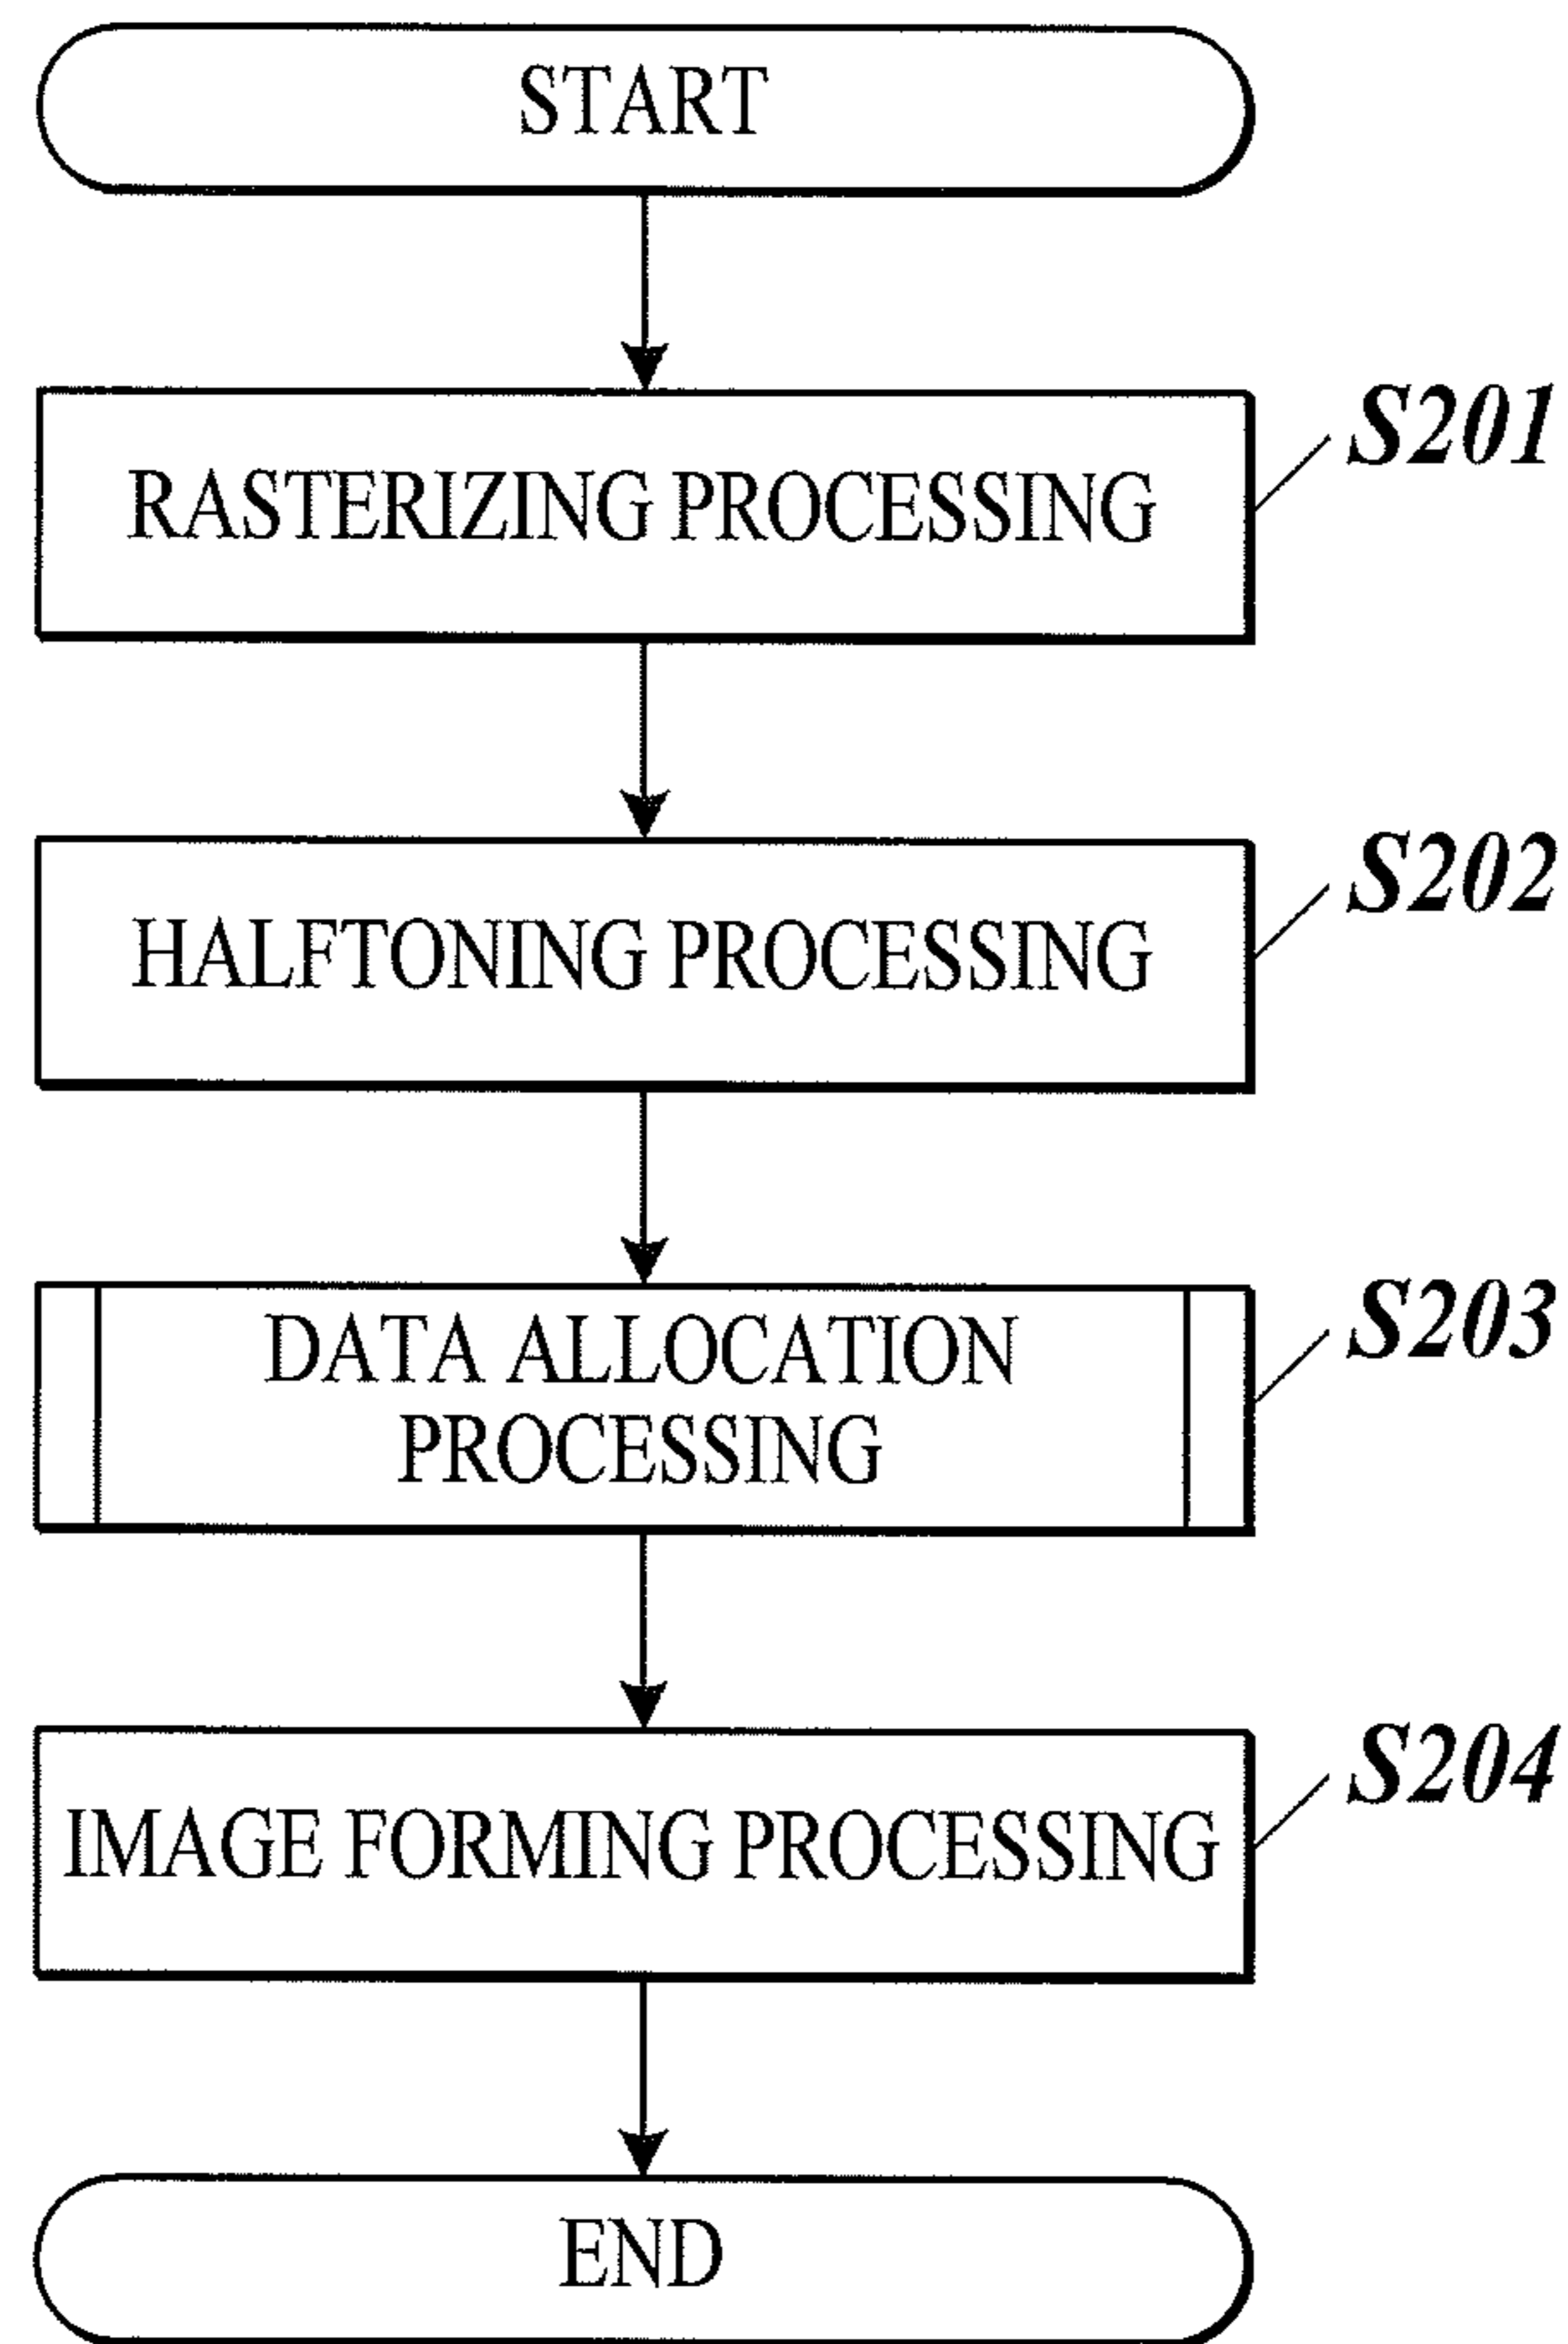 START
RASTERIZING PROCESSING
S201
HALFTONING PROCESSING
S202
DATA ALLOCATION
PROCESSING
S203
IMAGE FORMING PROCESSING
S204
END